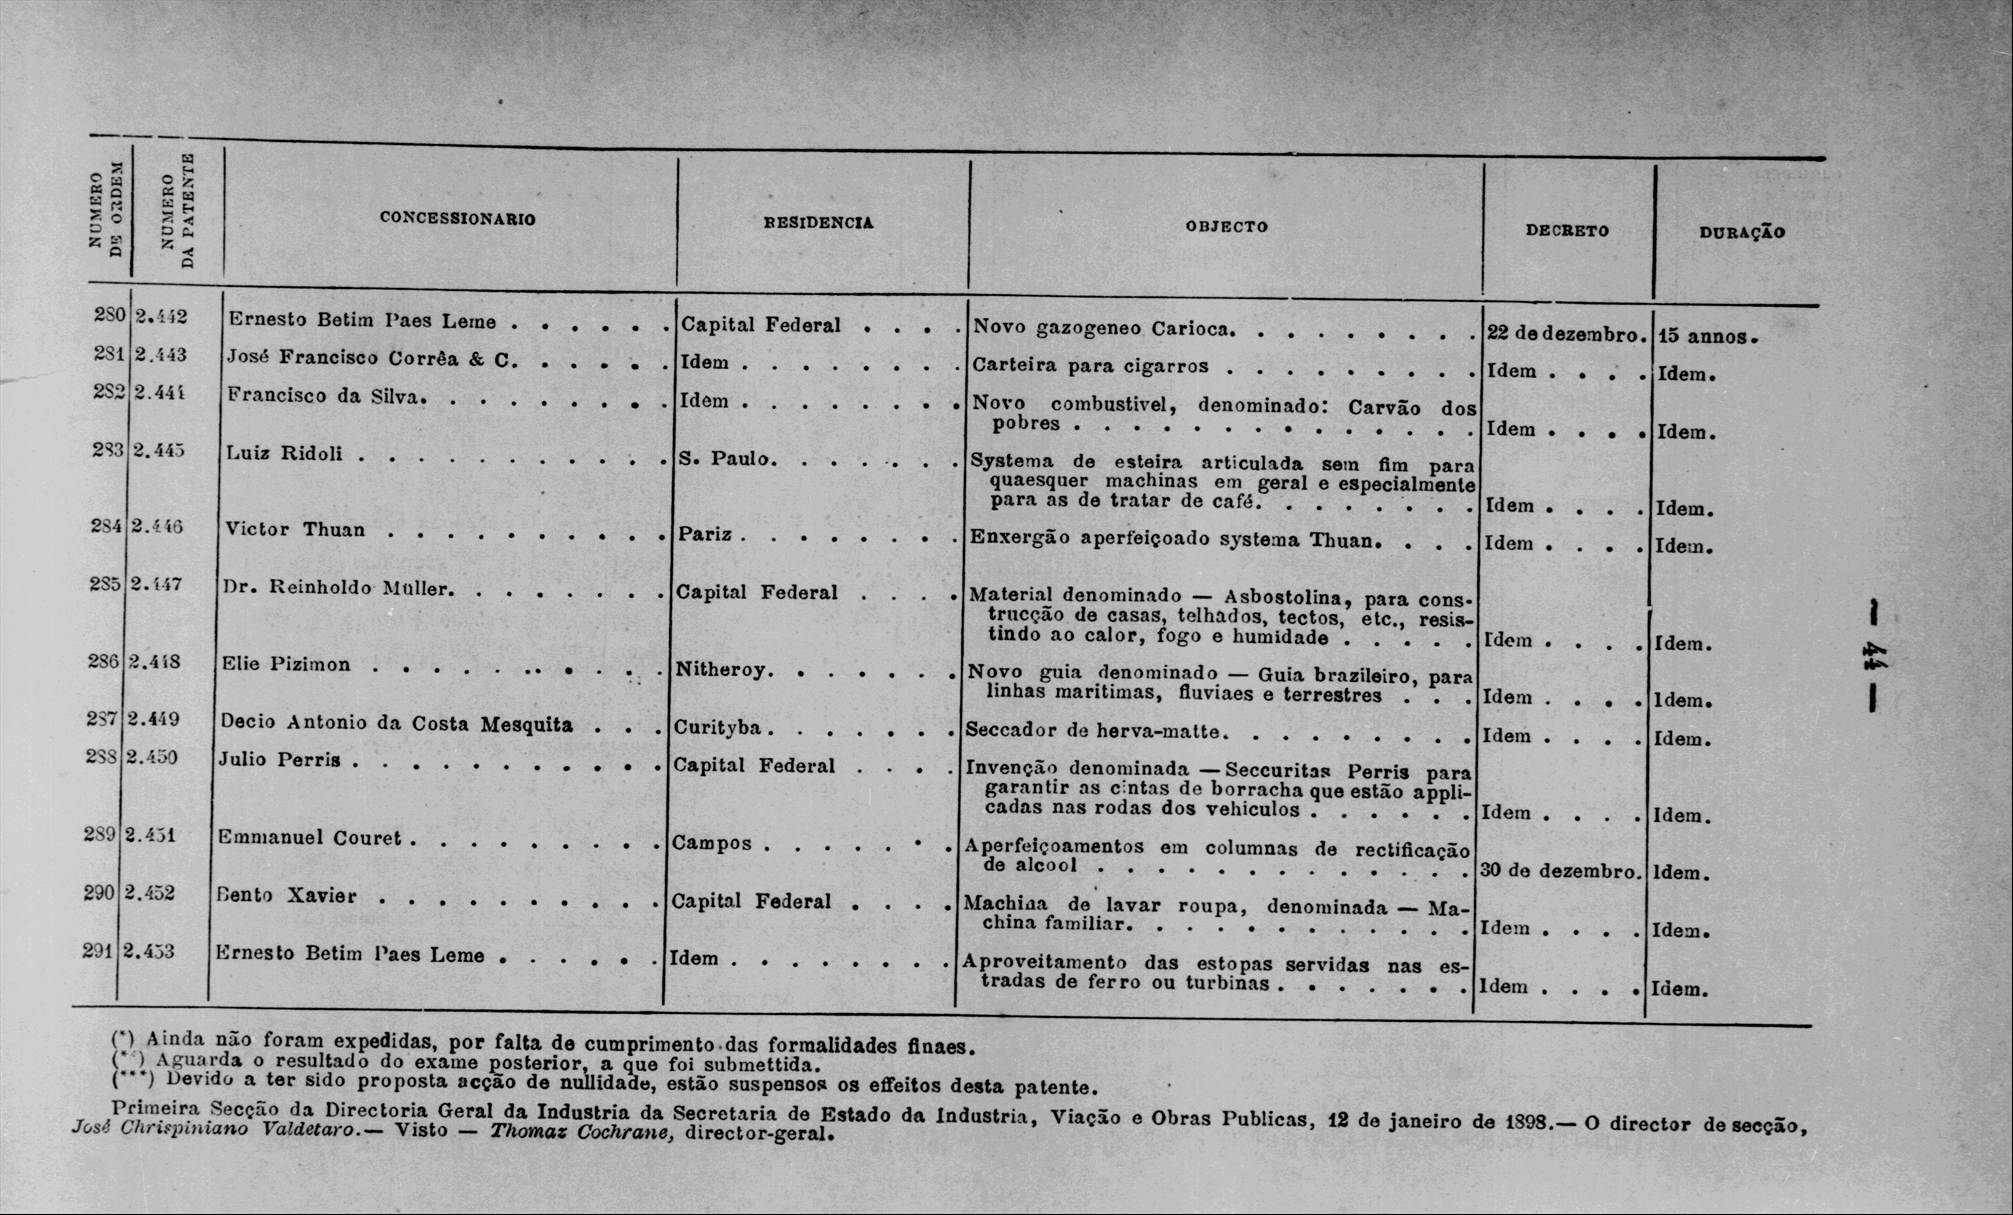 NUMERO DE ORDEM
NUMERO DA PATENTE
CONCESSIONARIO
RESIDENCIA
OBJECTO
DECRETO
DURAÇÃO
280 2.442 Ernesto Betim Paes Leme . . . . . . Capital Federal . . . . Novo gazogeneo Carioca. . . . . . . . . 22 de dezembro. 15 annos.
281 2.443 José Francisco Corrêa & C. . . . . . Idem . . . . . . . . Carteira para cigarros . . . . . . . . . Idem . . . . Idem.
282 2.444 Francisco da Silva. . . . . . . . . Idem . . . . . . . . Novo combustivel, denominado: Carvão dos
pobres . . . . . . . . . . . . . . Idem . . . . Idem.
283 2.445 Luiz Ridoli . . . . . . . . . . . S. Paulo. . . . . . . Systema de esteira articulada sem fim para
quaesquer machinas em geral e especialmente
para as de tratar de café. . . . . . . . Idem . . . . Idem.
284 2.446 Victor Thuan . . . . . . . . . . Pariz . . . . . . . . Enxergão aperfeiçoado systema Thuan. . . . Idem . . . . Idem.
285 2.447 Dr. Reinholdo Müller. . . . . . . . Capital Federal . . . . Material denominado — Asbostolina, para cons-
trucção de casas, telhados, tectos, etc., resis-
tindo ao calor, fogo e humidade . . . . . Idem . . . . Idem.
286 2.448 Elie Pizimon . . . . . . . . . . Nitheroy. . . . . . . Novo guia denominado — Guia brazileiro, para
linhas maritimas, fluviaes e terrestres . . . Idem . . . . Idem.
287 2.449 Decio Antonio da Costa Mesquita . . . Curityba . . . . . . . Seccador de herva-matte. . . . . . . . . Idem . . . . Idem.
288 2.450 Julio Perris . . . . . . . . . . . Capital Federal . . . . Invenção denominada — Seccuritas Perris para
garantir as cintas de borracha que estão appli-
cadas nas rodas dos vehiculos . . . . . . Idem . . . . Idem.
289 2.451 Emmanuel Couret . . . . . . . . . Campos . . . . . . . Aperfeiçoamentos em columnas de rectificação
de alcool . . . . . . . . . . . . . 30 de dezembro. Idem.
290 2.452 Bento Xavier . . . . . . . . . . Capital Federal . . . . Machina de lavar roupa, denominada — Ma-
china familiar. . . . . . . . . . . . . Idem . . . . Idem.
291 2.453 Ernesto Betim Paes Leme . . . . . . Idem . . . . . . . . Aproveitamento das estopas servidas nas es-
tradas de ferro ou turbinas . . . . . . . Idem . . . . Idem.
(*) Ainda não foram expedidas, por falta de cumprimento das formalidades finaes.
(**) Aguarda o resultado do exame posterior, a que foi submettida.
(***) Devido a ter sido proposta acção de nullidade, estão suspensos os effeitos desta patente.
Primeira Secção da Directoria Geral da Industria da Secretaria de Estado da Industria, Viação e Obras Publicas, 12 de janeiro de 1898.— O director de secção,
José Chrispiniano Valdetaro.— Visto — Thomaz Cochrane, director-geral.
— 44 —